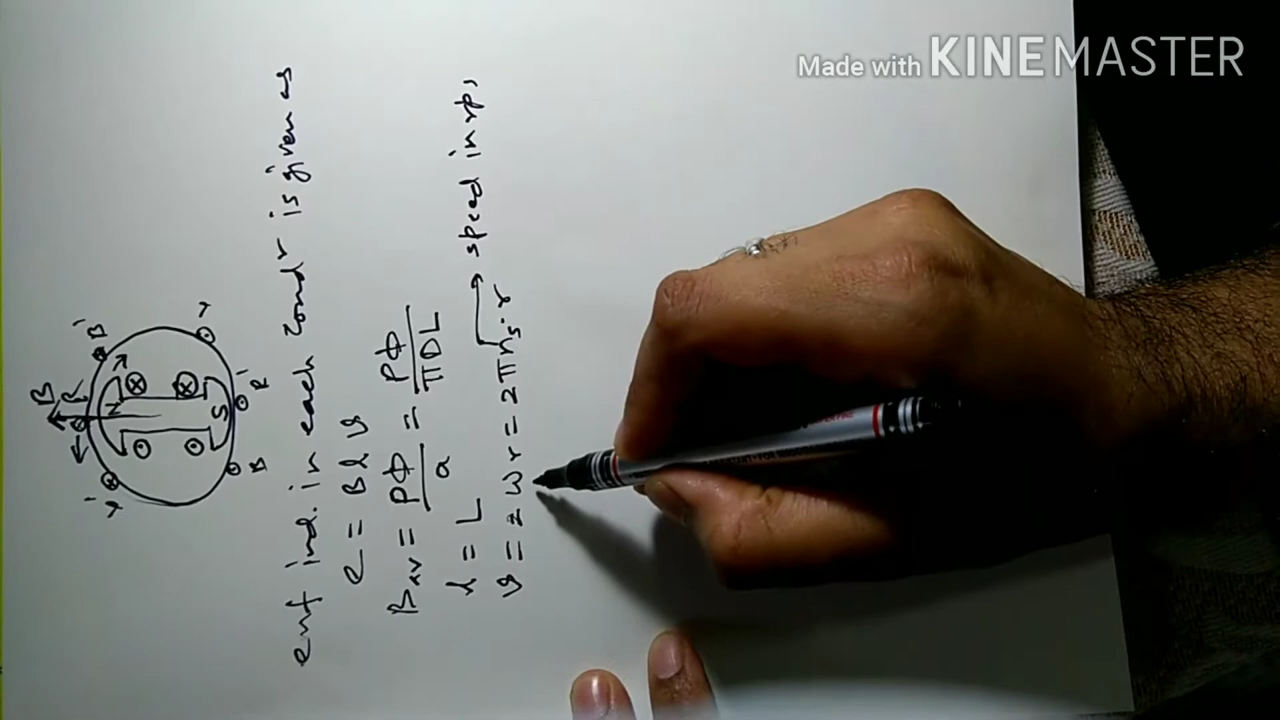 Made with KINEMASTER
B
R
B'
Y
N
S
R'
B
Y'
emf ind. in each condr is given as
e = Blv
Bav = PΦ/a = PΦ/πDL
l = L
v = rωr = 2πns.r → speed in rps